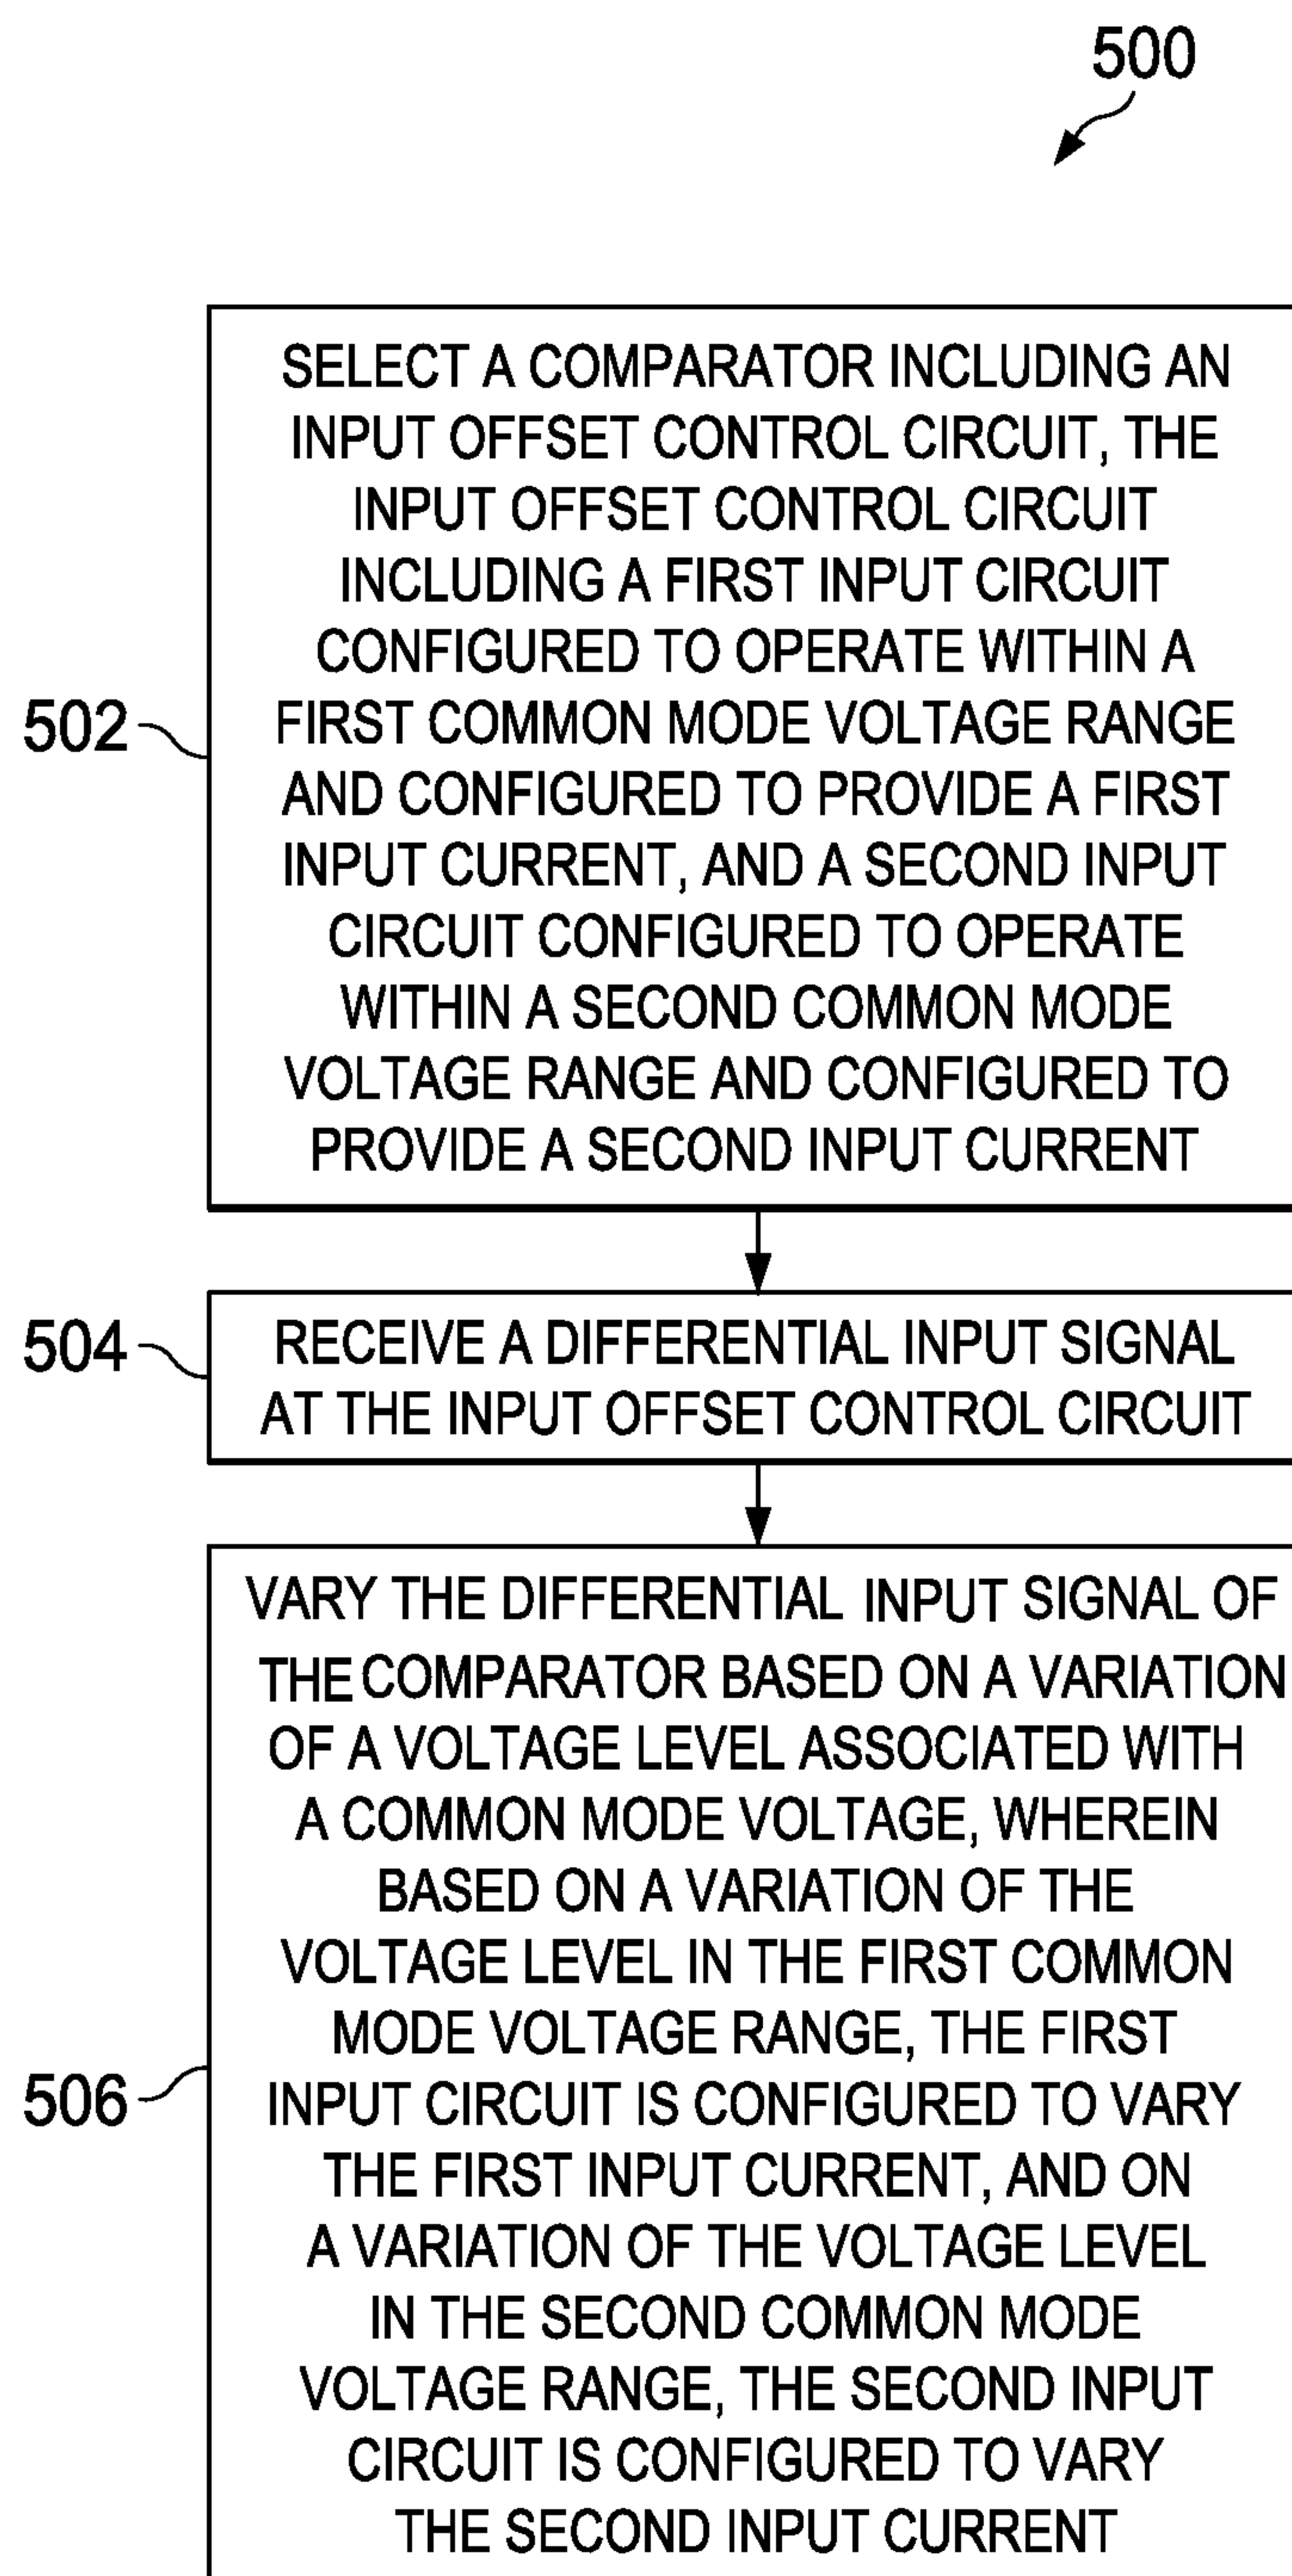 500
SELECT A COMPARATOR INCLUDING AN
INPUT OFFSET CONTROL CIRCUIT, THE
INPUT OFFSET CONTROL CIRCUIT
INCLUDING A FIRST INPUT CIRCUIT
CONFIGURED TO OPERATE WITHIN A
FIRST COMMON MODE VOLTAGE RANGE
AND CONFIGURED TO PROVIDE A FIRST
INPUT CURRENT, AND A SECOND INPUT
CIRCUIT CONFIGURED TO OPERATE
WITHIN A SECOND COMMON MODE
VOLTAGE RANGE AND CONFIGURED TO
PROVIDE A SECOND INPUT CURRENT
502
504
RECEIVE A DIFFERENTIAL INPUT SIGNAL
AT THE INPUT OFFSET CONTROL CIRCUIT
VARY THE DIFFERENTIAL INPUT SIGNAL OF
THE COMPARATOR BASED ON A VARIATION
OF A VOLTAGE LEVEL ASSOCIATED WITH
A COMMON MODE VOLTAGE, WHEREIN
BASED ON A VARIATION OF THE
VOLTAGE LEVEL IN THE FIRST COMMON
MODE VOLTAGE RANGE, THE FIRST
INPUT CIRCUIT IS CONFIGURED TO VARY
THE FIRST INPUT CURRENT, AND ON
A VARIATION OF THE VOLTAGE LEVEL
IN THE SECOND COMMON MODE
VOLTAGE RANGE, THE SECOND INPUT
CIRCUIT IS CONFIGURED TO VARY
THE SECOND INPUT CURRENT
506